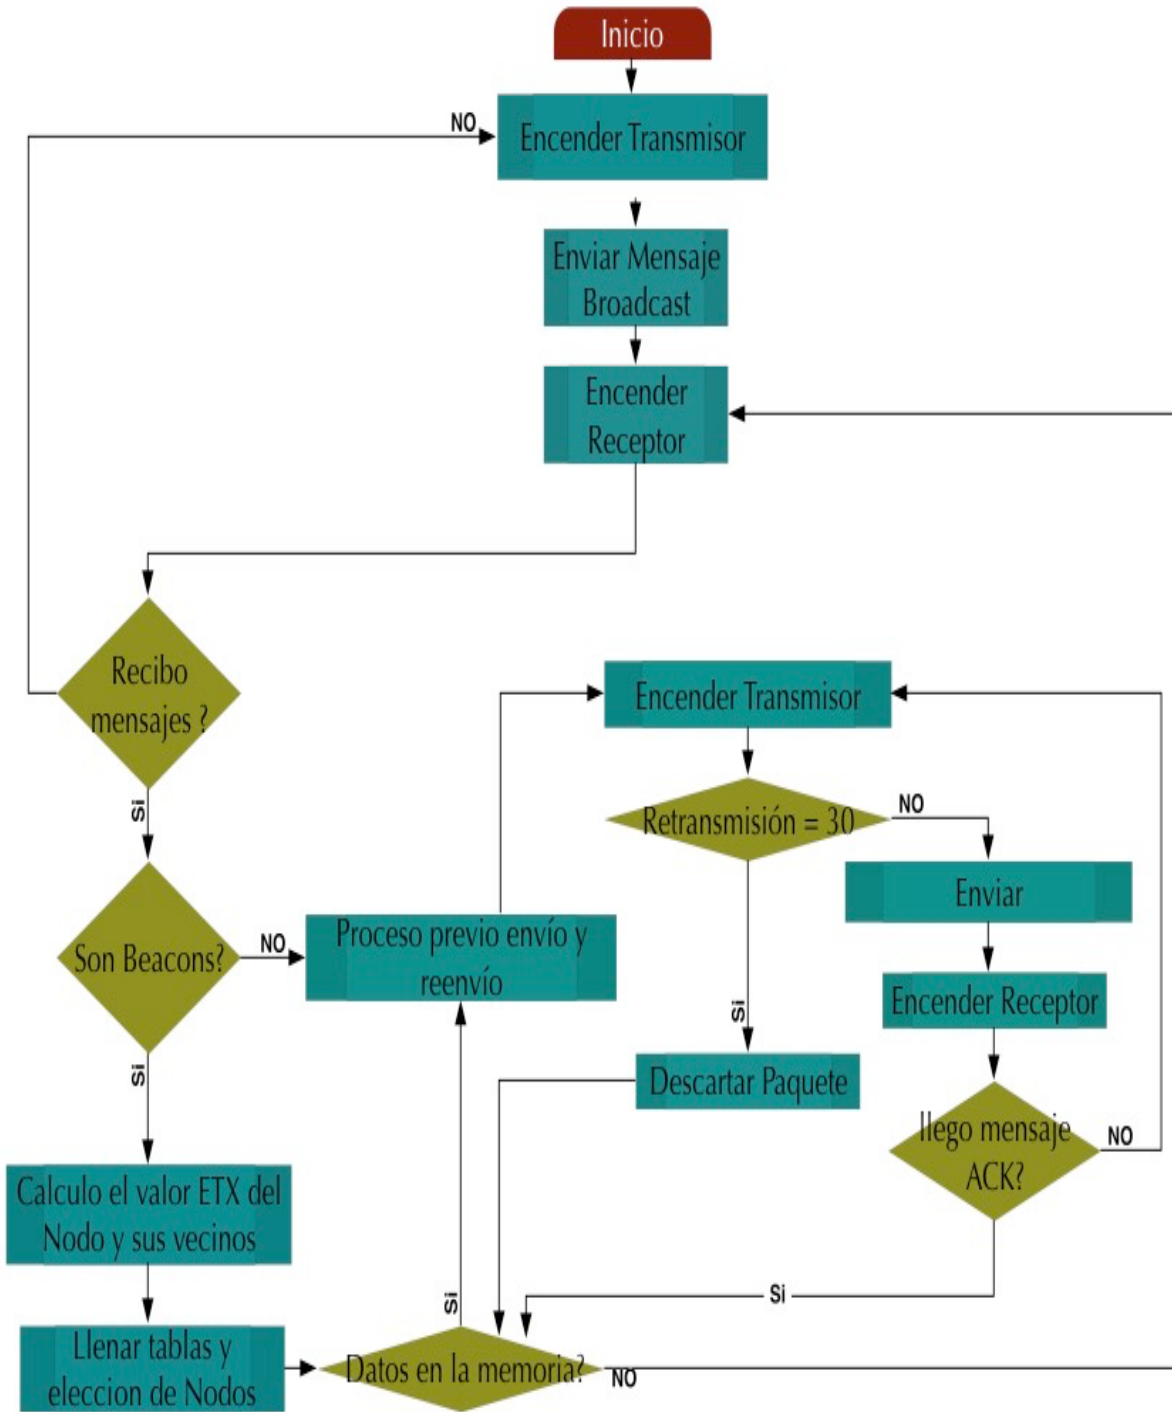 Inicio
NO
Encender Transmisor
Enviar Mensaje
Broadcast
Encender
Receptor
Recibo
mensajes ?
Si
Encender Transmisor
Retransmisión = 30
NO
Enviar
Son Beacons?
NO
Proceso previo envío y
reenvío
Encender Receptor
Si
Si
Descartar Paquete
llego mensaje
ACK?
NO
Calculo el valor ETX del
Nodo y sus vecinos
Si
Si
Llenar tablas y
eleccion de Nodos
Datos en la memoria?
NO